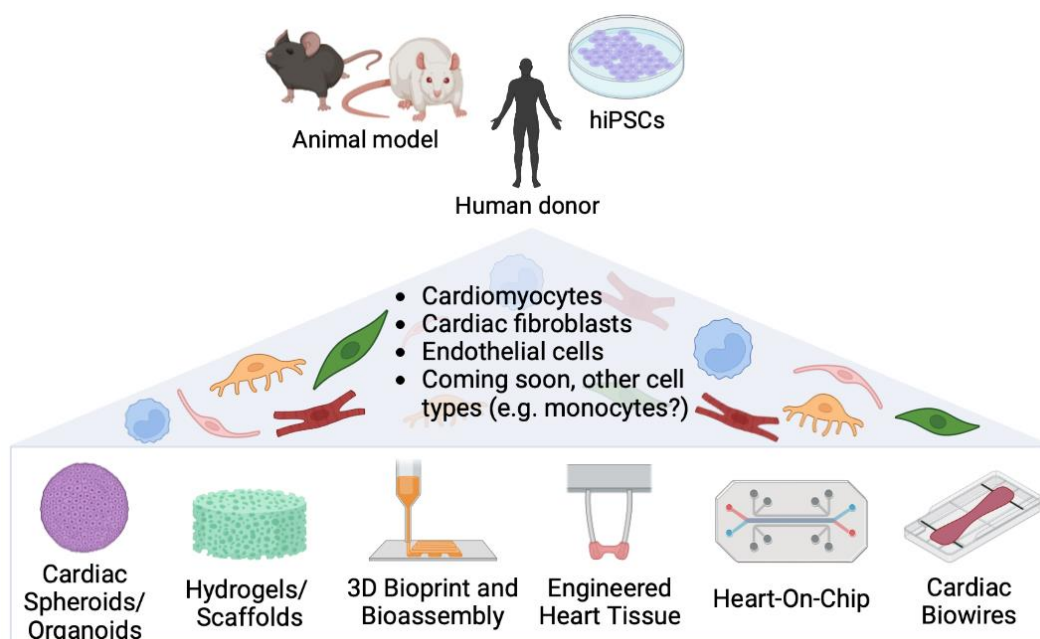 Animal model
hiPSCs
Human donor
• Cardiomyocytes
• Cardiac fibroblasts
• Endothelial cells
• Coming soon, other cell
types (e.g. monocytes?)
Cardiac
Spheroids/
Organoids
Hydrogels/
Scaffolds
3D Bioprint and
Bioassembly
Engineered
Heart Tissue
Heart-On-Chip
Cardiac
Biowires